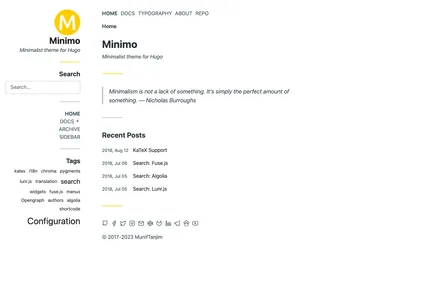 M
Minimo
Minimalist theme for Hugo
Search
Search...
HOME
DOCS +
ARCHIVE
SIDEBAR
Tags
katex i18n chroma pygments
lunr.js translation search
widgets fuse.js menus
Opengraph authors algolia
shortcode
Configuration
HOME DOCS TYPOGRAPHY ABOUT REPO
Home
Minimo
Minimalist theme for Hugo
Minimalism is not a lack of something. It's simply the perfect amount of
something. — Nicholas Burroughs
Recent Posts
2018, Aug 12 KaTeX Support
2018, Jul 06 Search: Fuse.js
2018, Jul 05 Search: Algolia
2018, Jul 05 Search: Lunr.js
© 2017-2023 MunifTanjim